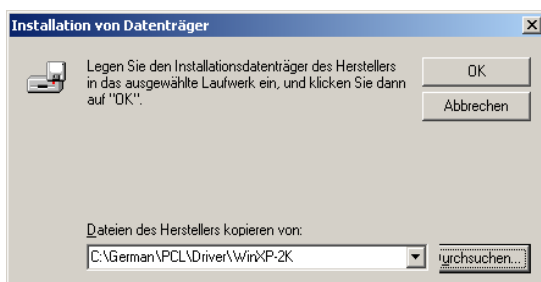 Installation von Datenträger
Legen Sie den Installationsdatenträger des Herstellers
in das ausgewählte Laufwerk ein, und klicken Sie dann
auf "OK".
OK
Abbrechen
Dateien des Herstellers kopieren von:
C:\German\PCL\Driver\WinXP-2K
urchsuchen...